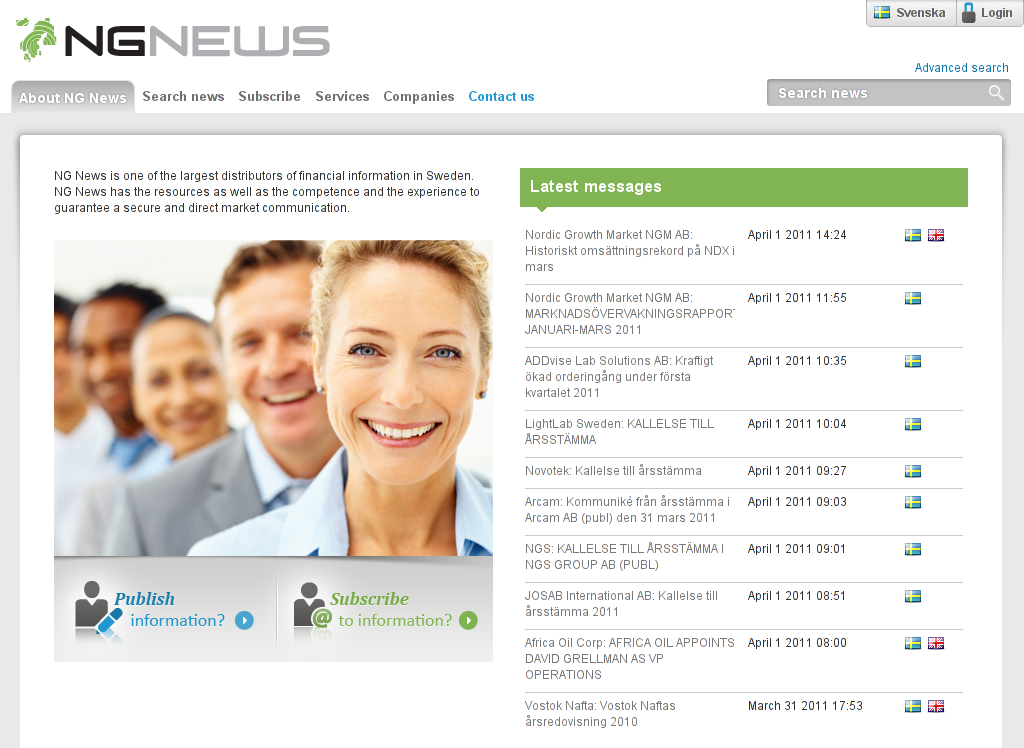 Svenska
Login
NGNEWS
Advanced search
About NG News
Search news
Subscribe
Services
Companies
Contact us
Search news
NG News is one of the largest distributors of financial information in Sweden.
NG News has the resources as well as the competence and the experience to
guarantee a secure and direct market communication.
Publish
information?
Subscribe
@ to information?
Latest messages
Nordic Growth Market NGM AB: April 1 2011 14:24
Historiskt omsättningsrekord på NDX i
mars
Nordic Growth Market NGM AB: April 1 2011 11:55
MARKNADSÖVERVAKNINGSRAPPORT
JANUARI-MARS 2011
ADDvise Lab Solutions AB: Kraftigt April 1 2011 10:35
ökad orderingång under första
kvartalet 2011
LightLab Sweden: KALLELSE TILL April 1 2011 10:04
ÅRSSTÄMMA
Novotek: Kallelse till årsstämma April 1 2011 09:27
Arcam: Kommuniké från årsstämma i April 1 2011 09:03
Arcam AB (publ) den 31 mars 2011
NGS: KALLELSE TILL ÅRSSTÄMMA I April 1 2011 09:01
NGS GROUP AB (PUBL)
JOSAB International AB: Kallelse till April 1 2011 08:51
årsstämma 2011
Africa Oil Corp: AFRICA OIL APPOINTS April 1 2011 08:00
DAVID GRELLMAN AS VP
OPERATIONS
Vostok Nafta: Vostok Naftas March 31 2011 17:53
årsredovisning 2010